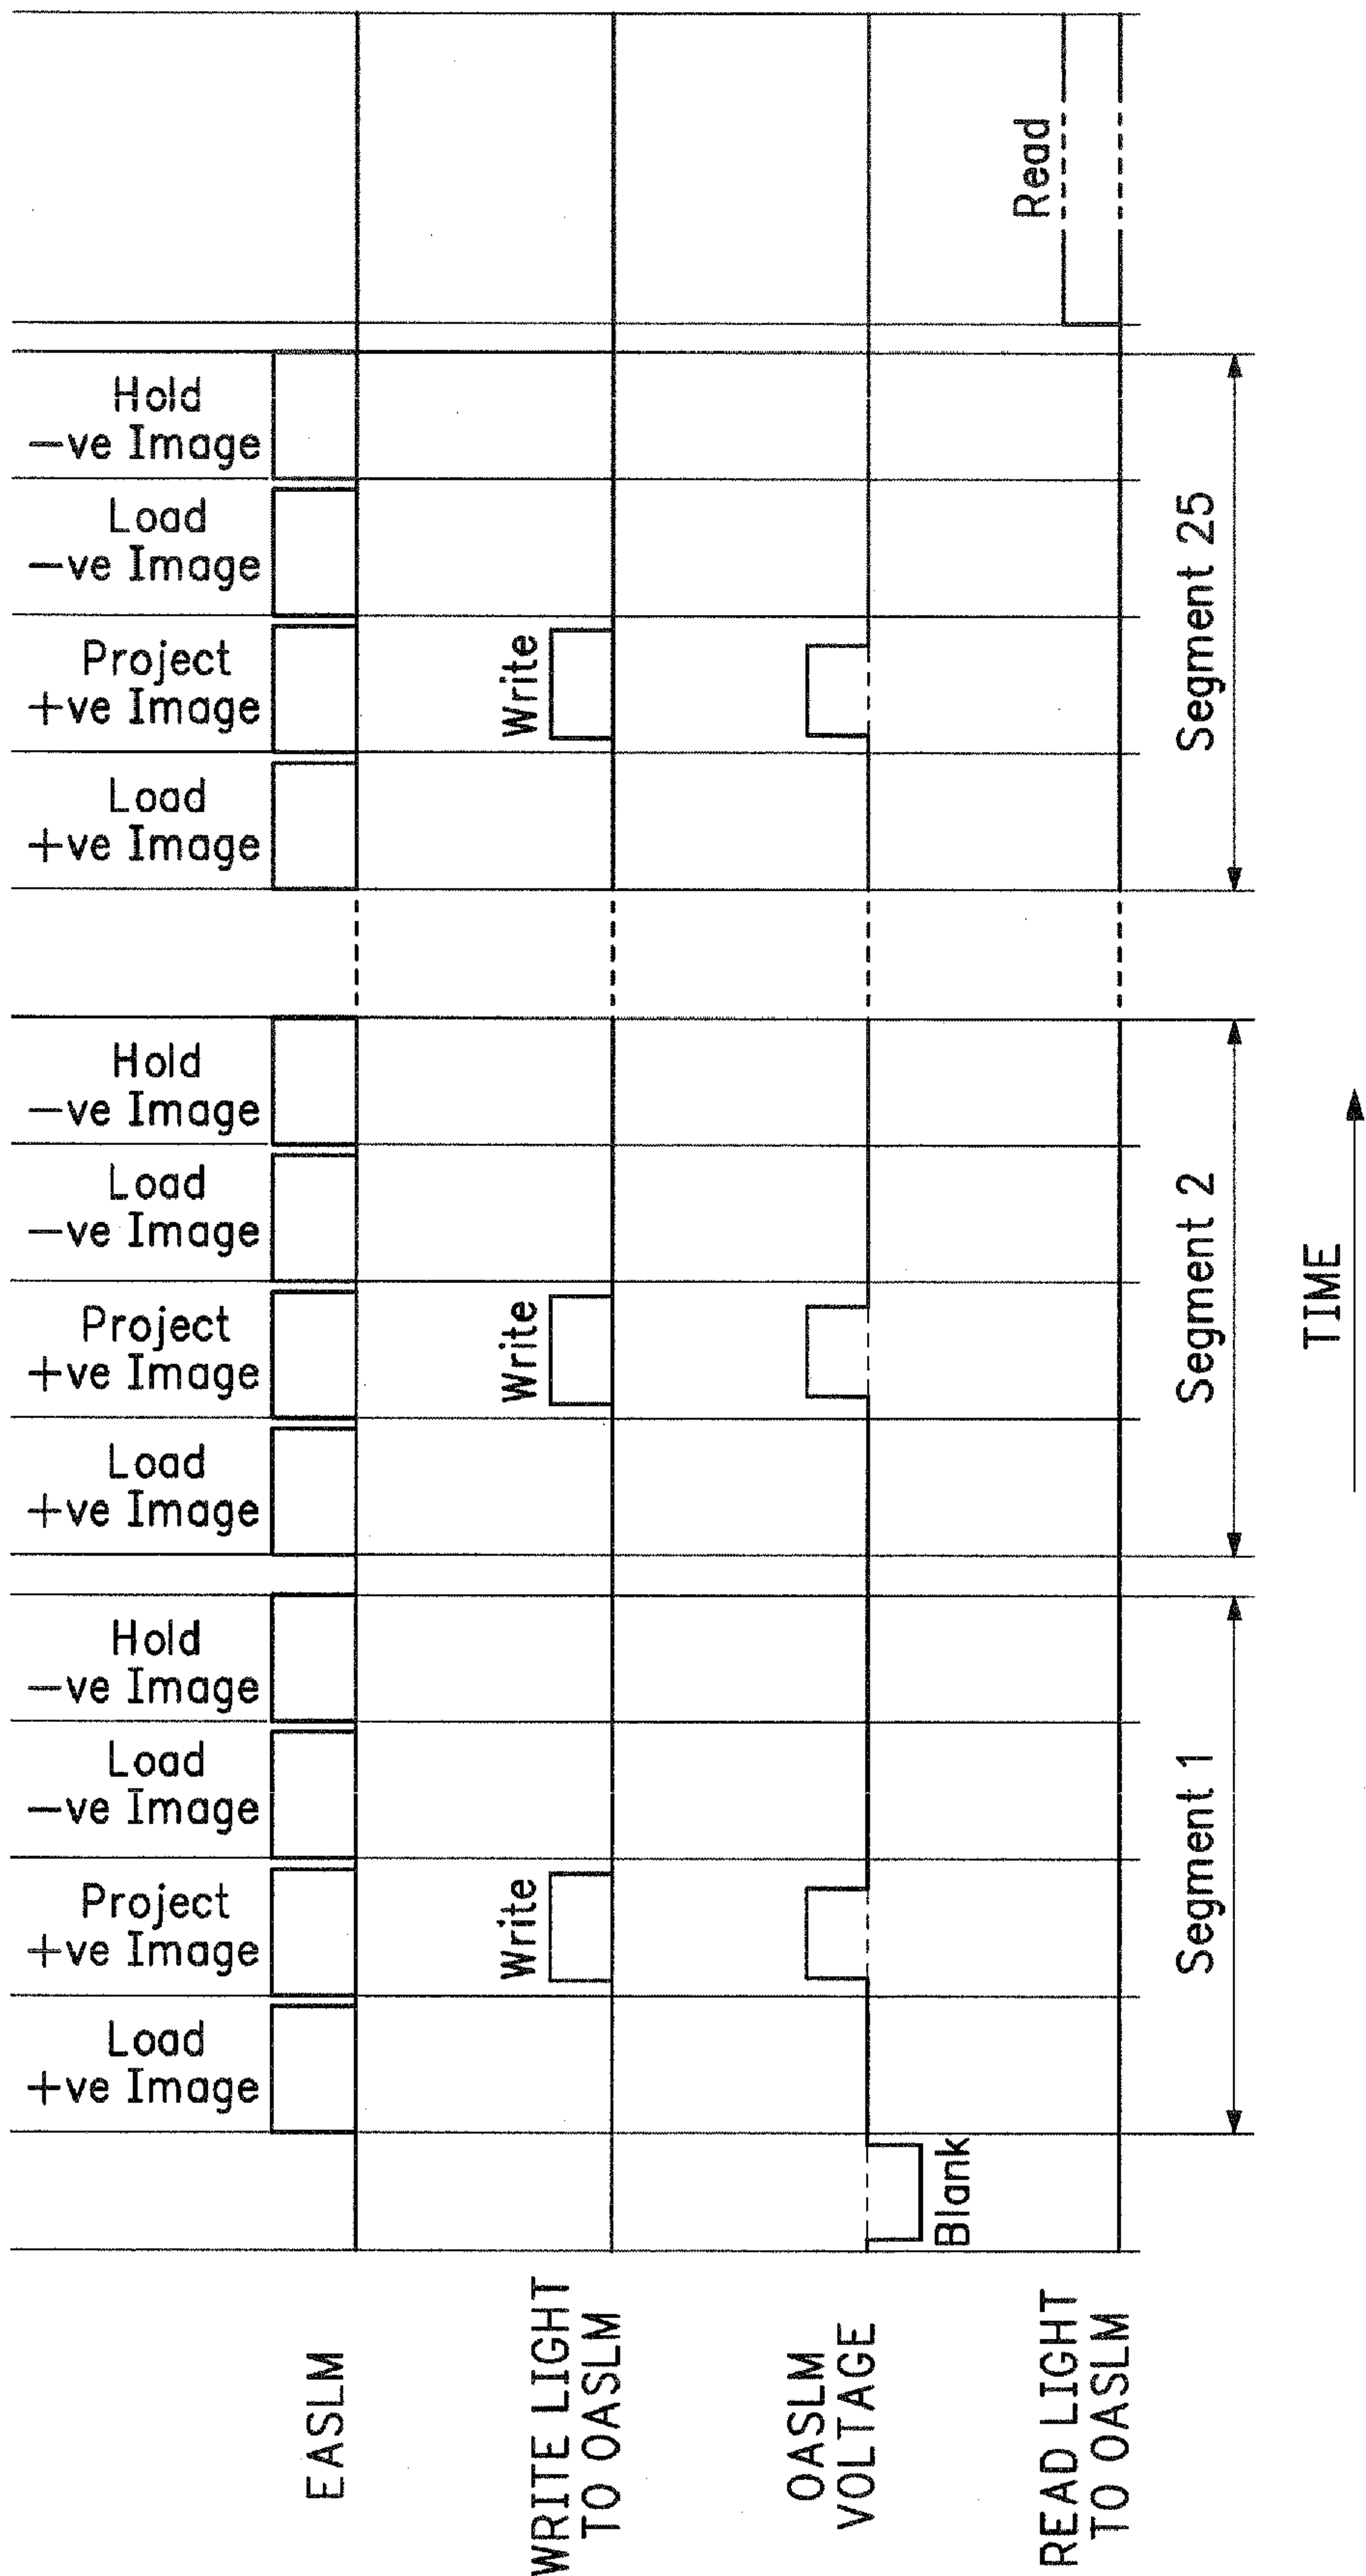 Load
+ve Image
Project
+ve Image
Load
−ve Image
Hold
−ve Image
Load
+ve Image
Project
+ve Image
Load
−ve Image
Hold
−ve Image
Load
+ve Image
Project
+ve Image
Load
−ve Image
Hold
−ve Image
EASLM
WRITE LIGHT
TO OASLM
Write
Write
Write
OASLM
VOLTAGE
Blank
READ LIGHT
TO OASLM
Read
Segment 1
Segment 2
Segment 25
TIME